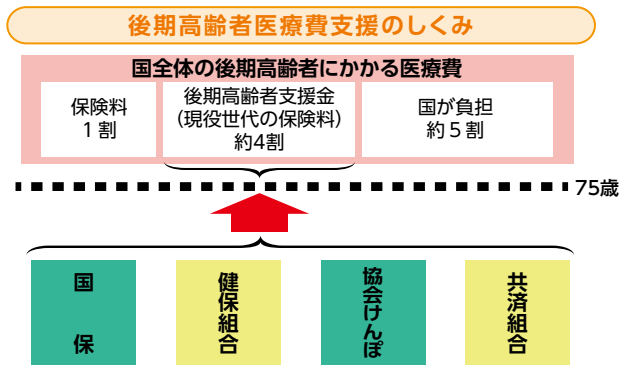 後期高齢者医療費支援のしくみ
国全体の後期高齢者にかかる医療費
保険料
1割
後期高齢者支援金
(現役世代の保険料)
約4割
国が負担
約5割
75歳
国保
健保組合
協会けんぽ
共済組合